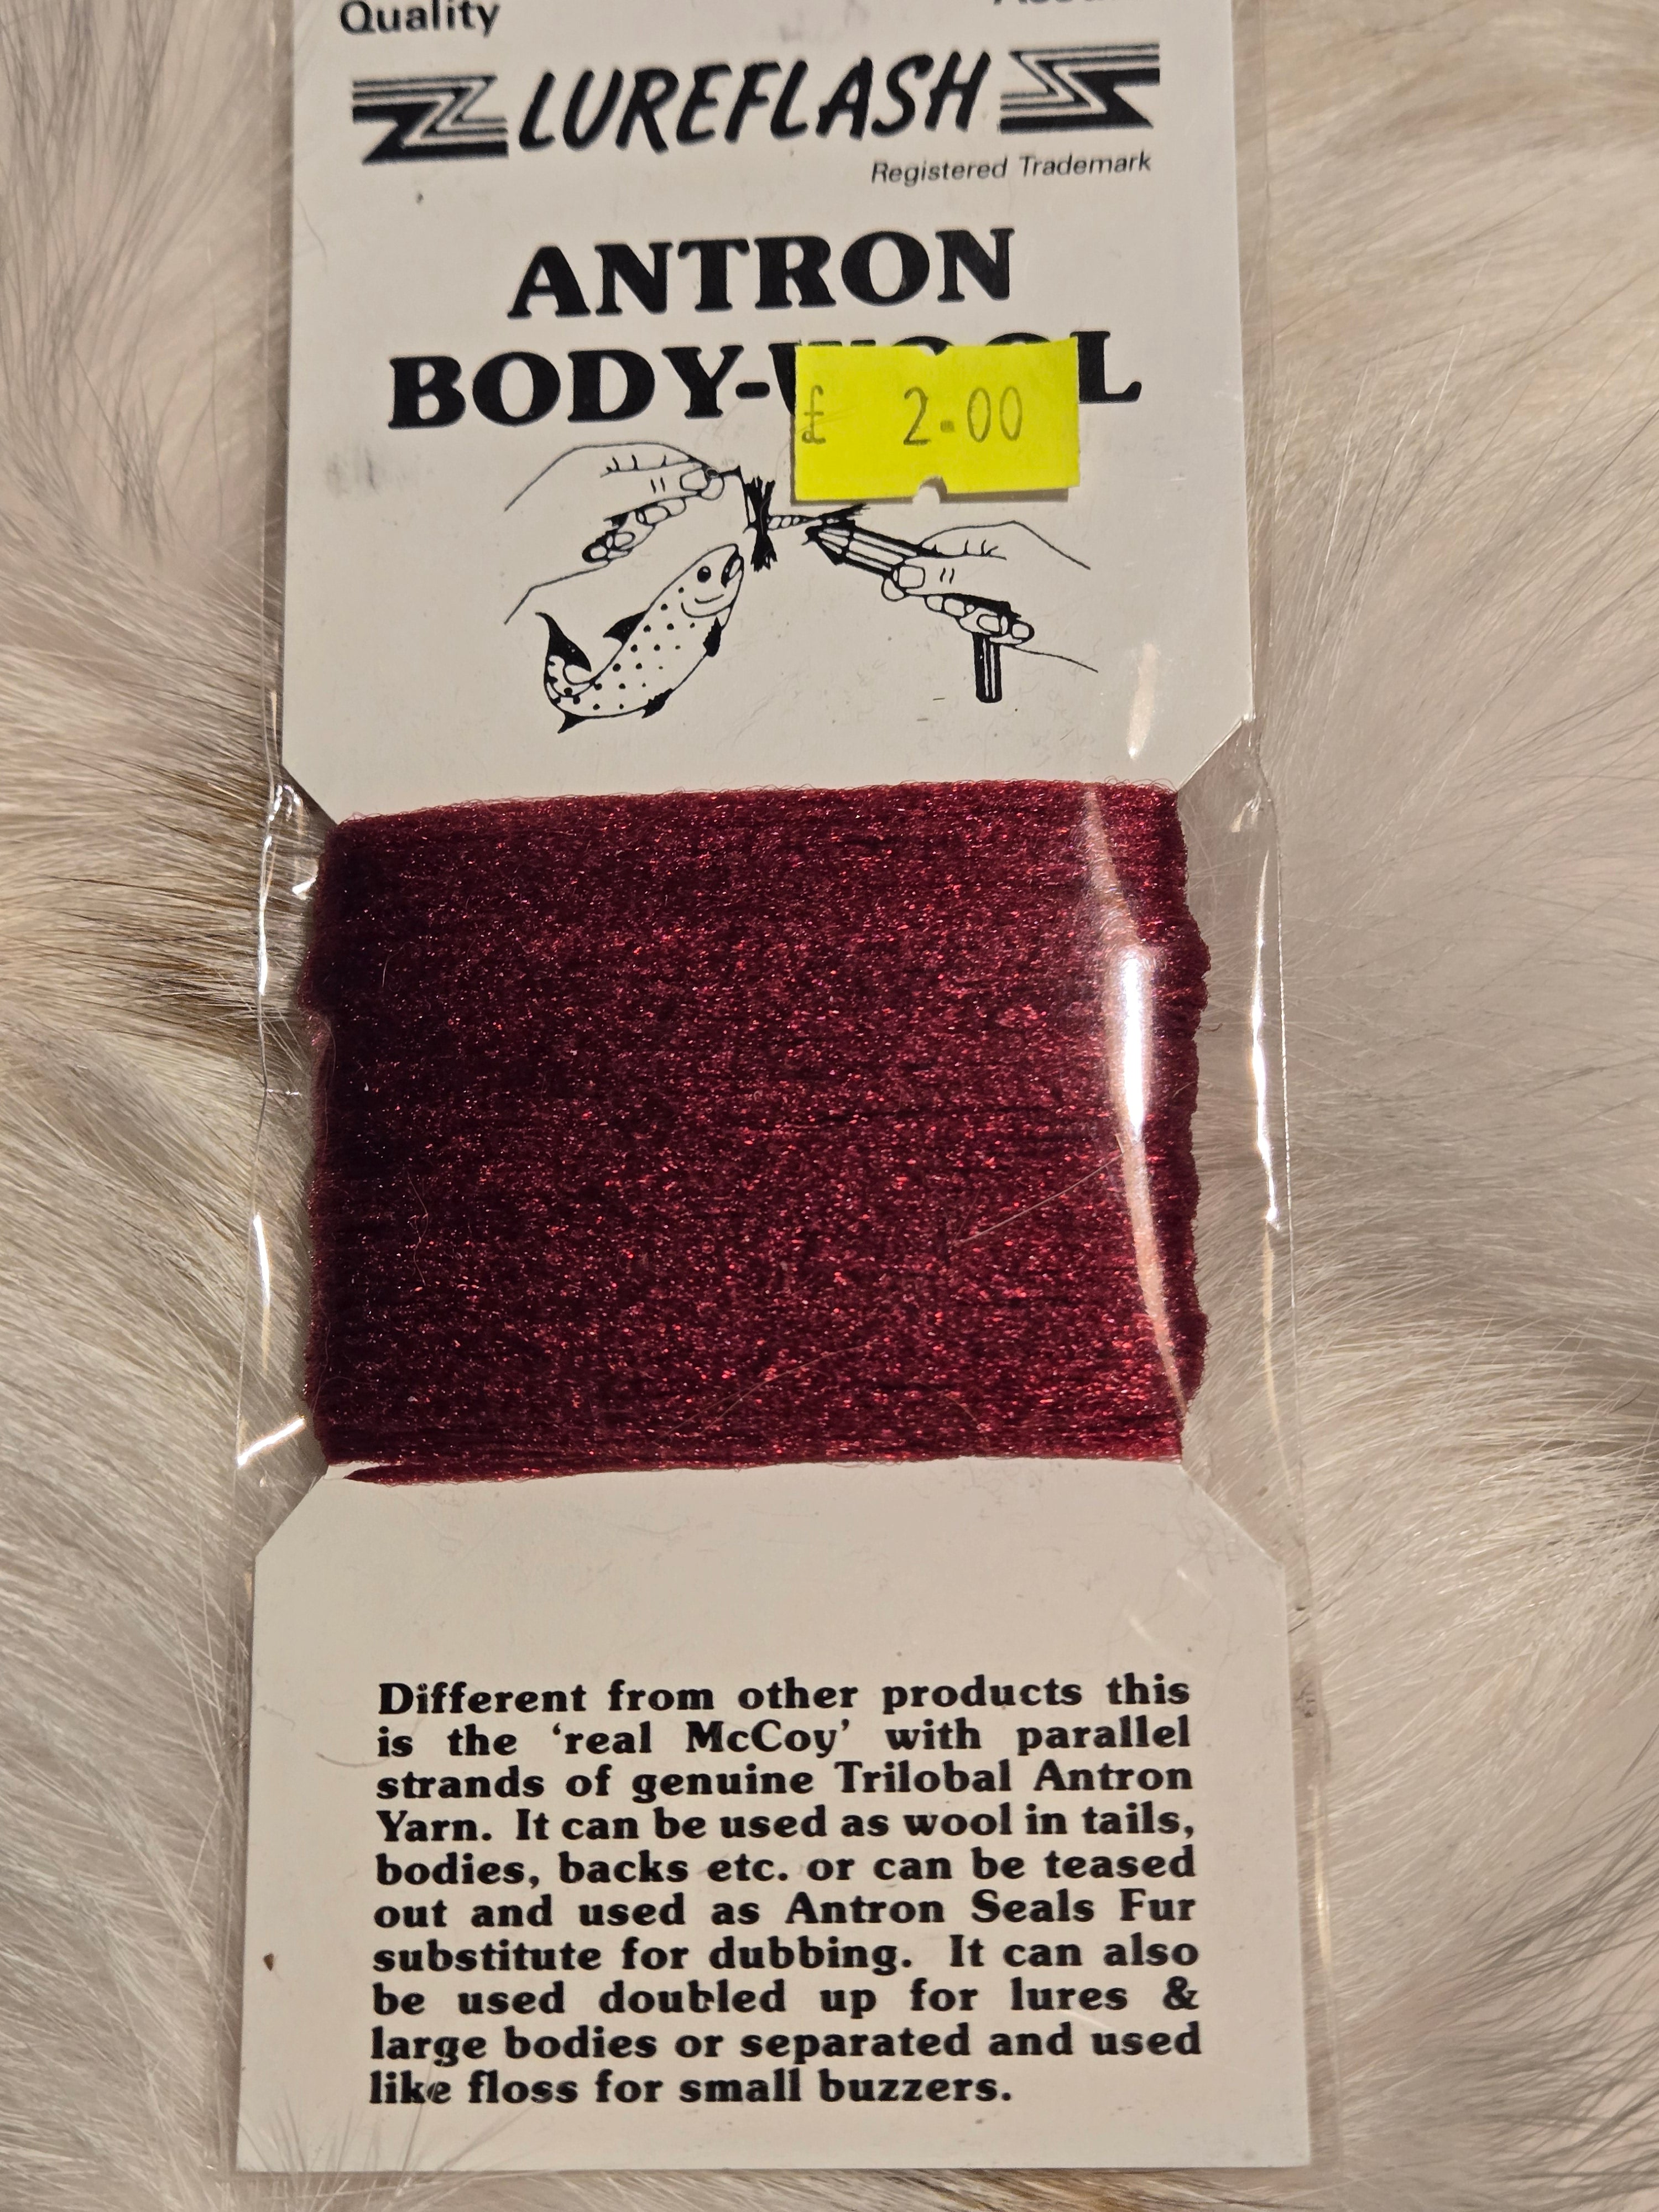 Quality
LUREFLASH
Registered Trademark
ANTRON
BODY-
£ 2.00
Different from other products this
is the ‘real McCoy’ with parallel
strands of genuine Trilobal Antron
Yarn. It can be used as wool in tails,
bodies, backs etc. or can be teased
out and used as Antron Seals Fur
substitute for dubbing. It can also
be used doubled up for lures &
large bodies or separated and used
like floss for small buzzers.